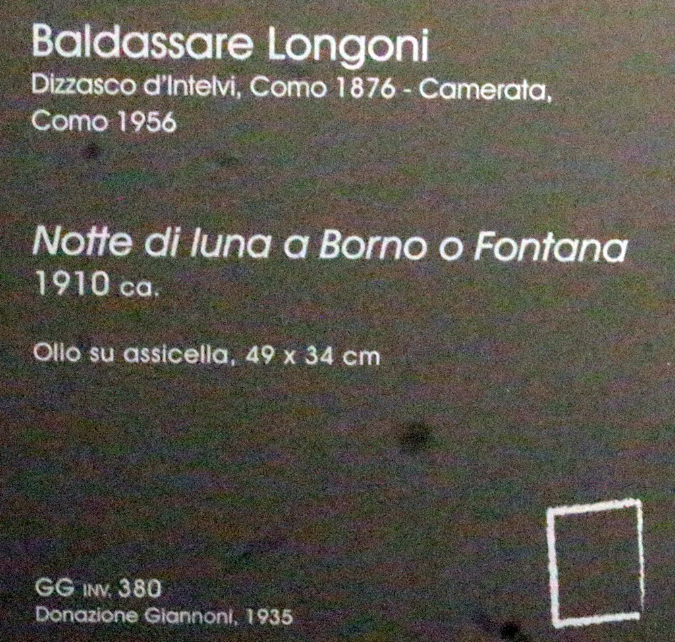 Baldassare Longoni
Dizzasco d'Intelvi, Como 1876 - Camerata,
Como 1956
Notte di luna a Borno o Fontana
1910 ca.
Olio su assicella, 49 x 34 cm
GG INV. 380
Donazione Giannoni, 1935